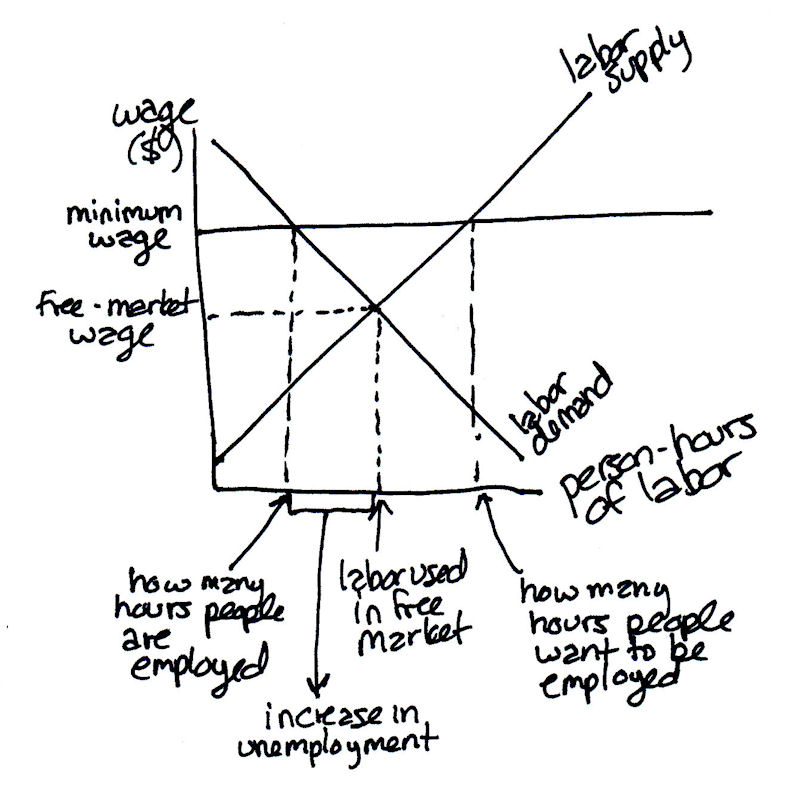 labor
supply
wage
($)
minimum
wage
free-market
wage
labor
demand
person-hours
of labor
how many
hours people
are
employed
labor used
in free
market
how many
hours people
want to be
employed
increase in
unemployment